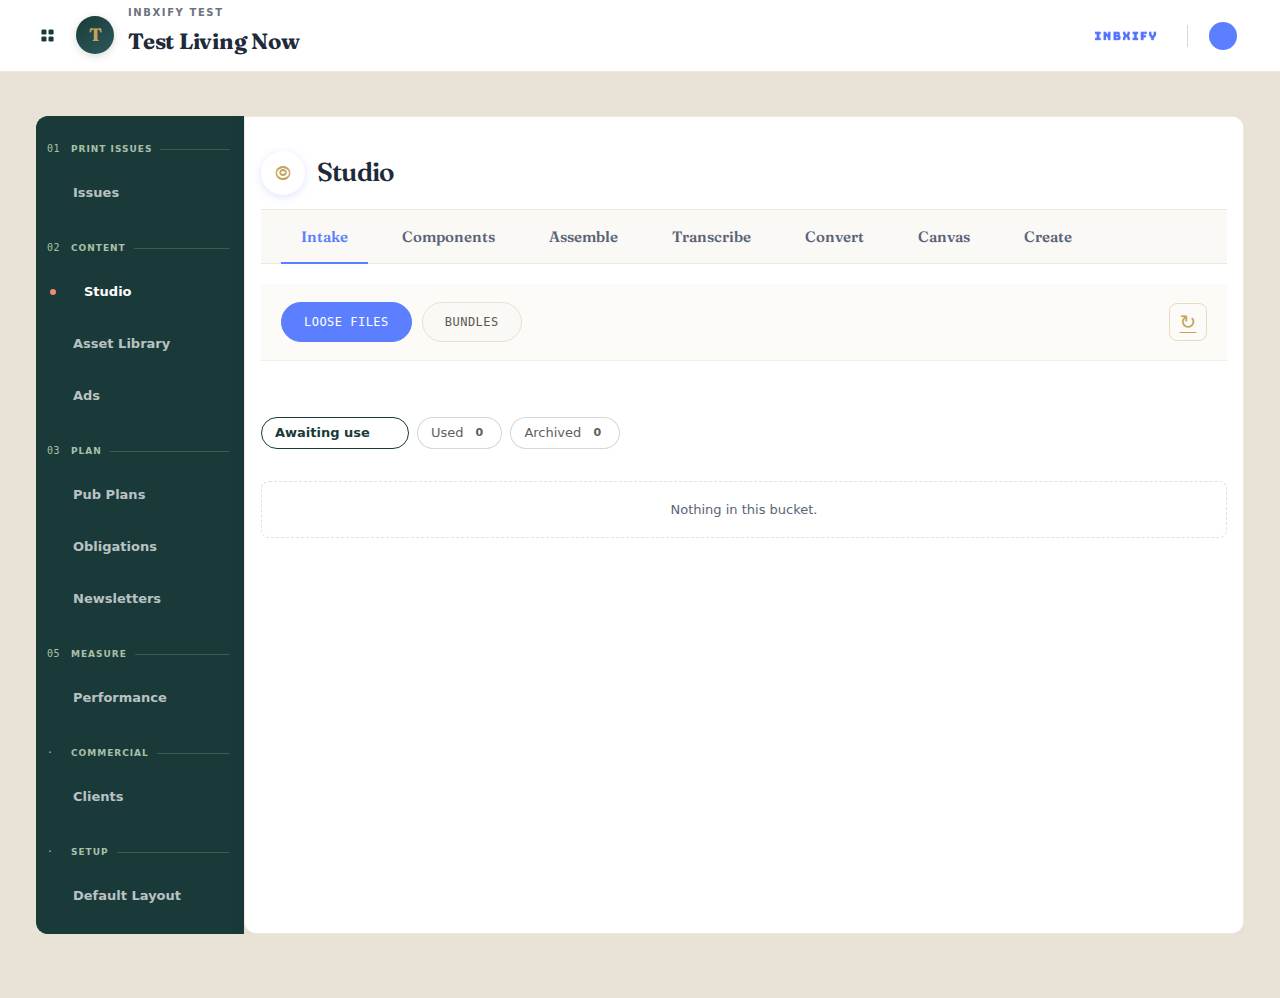 INBXIFY TEST
T
Test Living Now
INBXIFY
01 PRINT ISSUES
Issues
02 CONTENT
Studio
Asset Library
Ads
03 PLAN
Pub Plans
Obligations
Newsletters
05 MEASURE
Performance
· COMMERCIAL
Clients
· SETUP
Default Layout
Studio
Intake Components Assemble Transcribe Convert Canvas Create
LOOSE FILES BUNDLES ↻
Awaiting use Used 0 Archived 0
Nothing in this bucket.